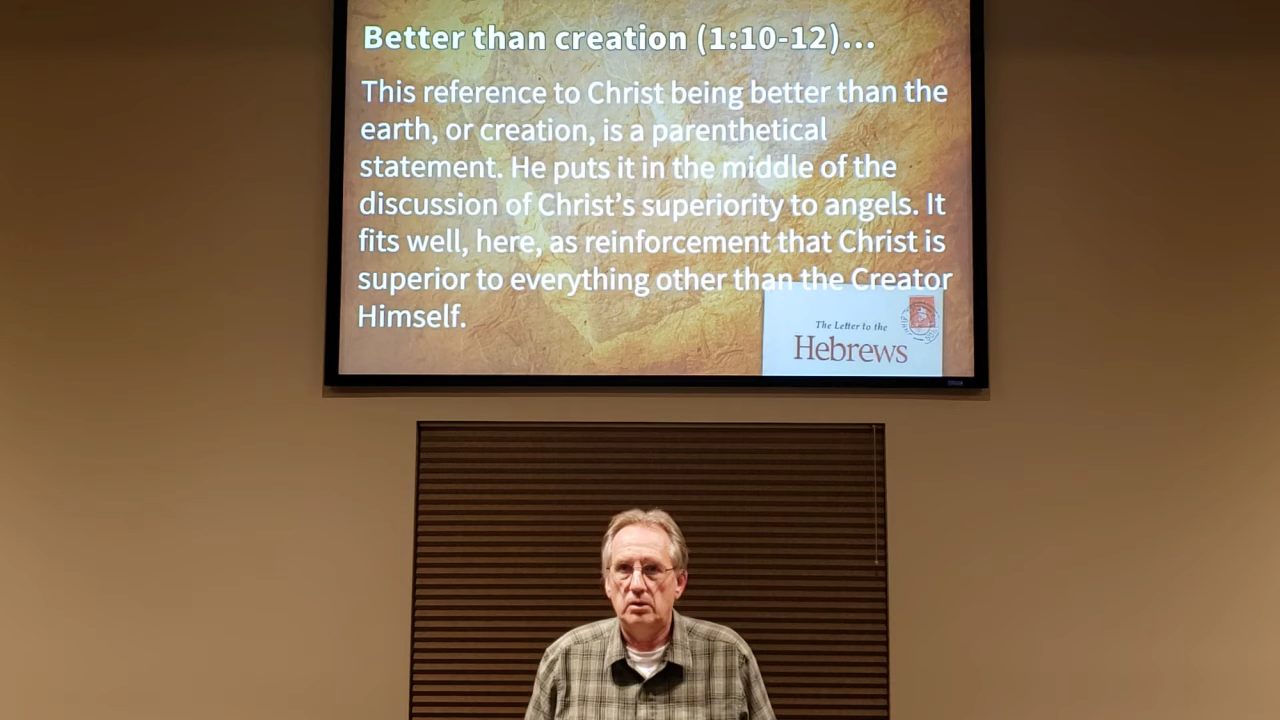 Better than creation (1:10-12)...
This reference to Christ being better than the
earth, or creation, is a parenthetical
statement. He puts it in the middle of the
discussion of Christ's superiority to angels. It
fits well, here, as reinforcement that Christ is
superior to everything other than the Creator
Himself.
The Letter to the
Hebrews